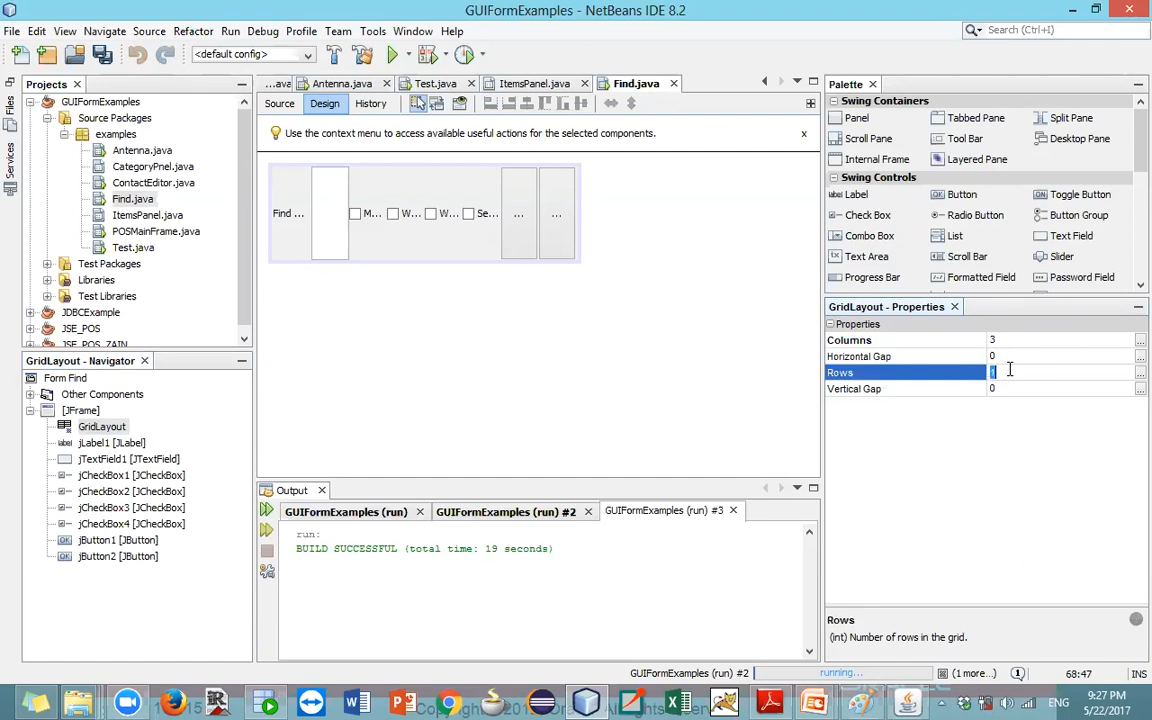 GUIFormExamples - NetBeans IDE 8.2
File Edit View Navigate Source Refactor Run Debug Profile Team Tools Window Help
Search (Ctrl+I)
<default config>
Projects
...ava Antenna.java Test.java ItemsPanel.java Find.java
Palette
Files
Services
GUIFormExamples
Source Packages
examples
Antenna.java
CategoryPnel.java
ContactEditor.java
Find.java
ItemsPanel.java
POSMainFrame.java
Test.java
Test Packages
Libraries
Test Libraries
JDBCExample
JSE_POS
JSE_POS_ZAIN
Source Design History
Use the context menu to access available useful actions for the selected components.
x
Find ... M... W... W... Se... ... ...
Swing Containers
Panel Tabbed Pane Split Pane
Scroll Pane Tool Bar Desktop Pane
Internal Frame Layered Pane
Swing Controls
Label Button Toggle Button
Check Box Radio Button Button Group
Combo Box List Text Field
Text Area Scroll Bar Slider
Progress Bar Formatted Field Password Field
GridLayout - Properties
Properties
Columns 3 ...
Horizontal Gap 0 ...
Rows 1 ...
Vertical Gap 0 ...
Rows
(int) Number of rows in the grid.
GridLayout - Navigator
Form Find
Other Components
[JFrame]
GridLayout
jLabel1 [JLabel]
jTextField1 [JTextField]
jCheckBox1 [JCheckBox]
jCheckBox2 [JCheckBox]
jCheckBox3 [JCheckBox]
jCheckBox4 [JCheckBox]
jButton1 [JButton]
jButton2 [JButton]
Output
GUIFormExamples (run) GUIFormExamples (run) #2 GUIFormExamples (run) #3
run:
BUILD SUCCESSFUL (total time: 19 seconds)
GUIFormExamples (run) #2 running... (1 more...) 68:47 INS
ENG
9:27 PM
5/22/2017